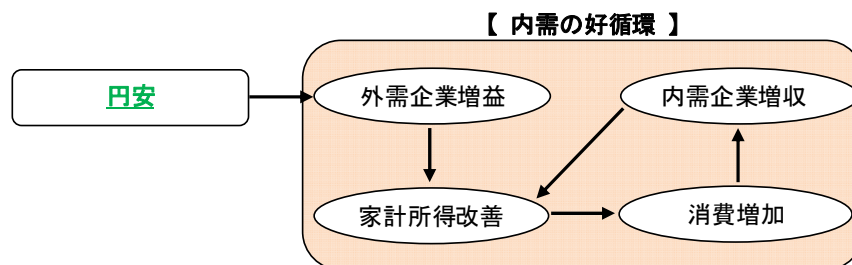 【 内需の好循環 】
円安
外需企業増益
内需企業増収
家計所得改善
消費増加